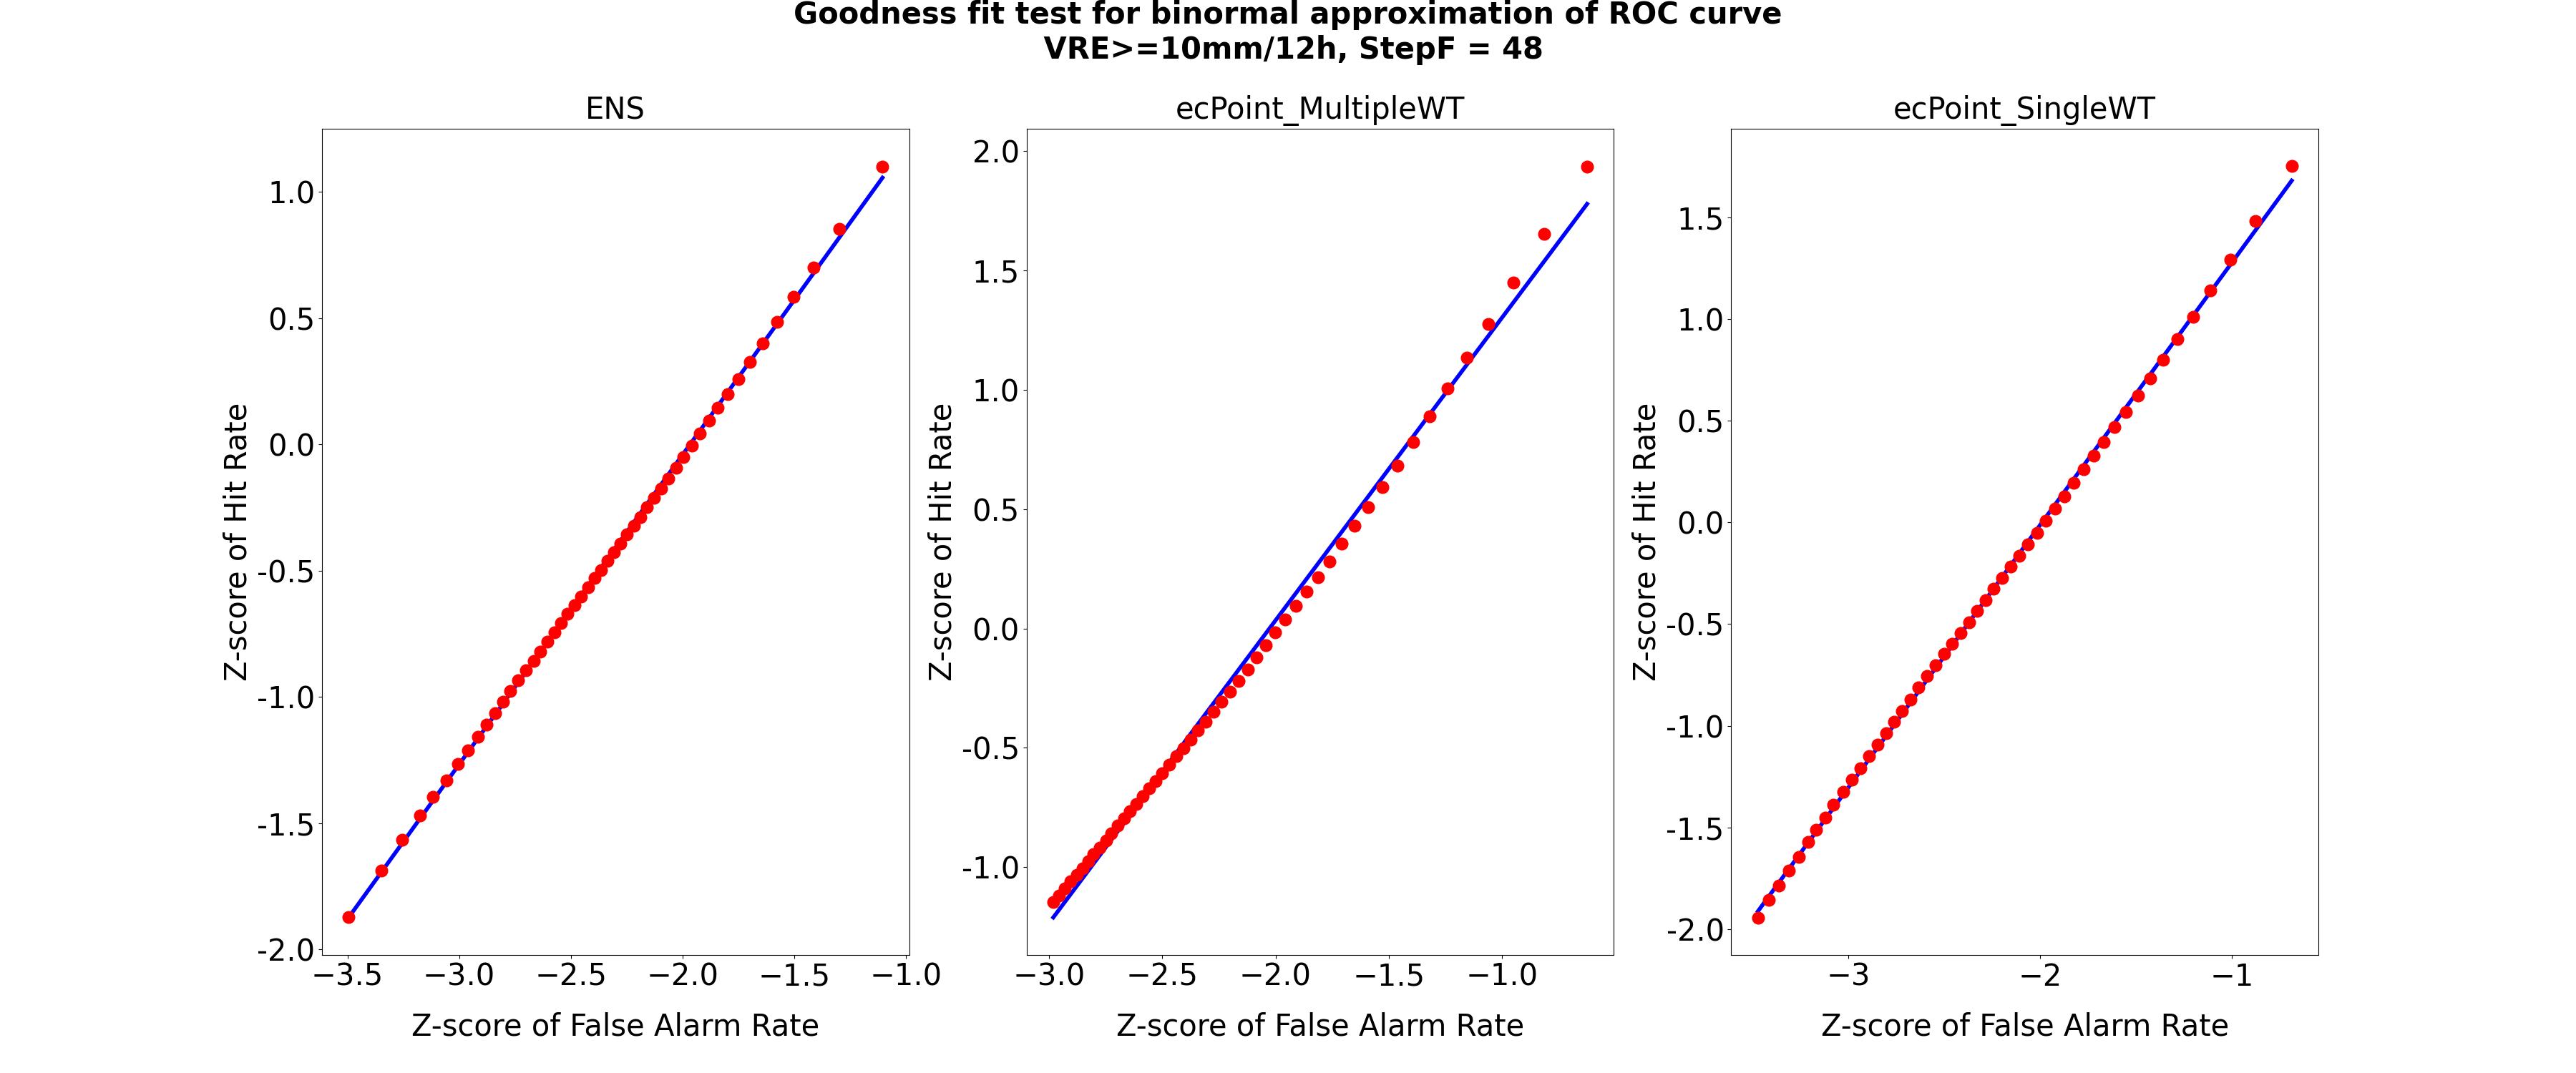 Goodness fit test for binormal approximation of ROC curve
VRE>=10mm/12h, StepF = 48
ENS
1.0
0.5
0.0
-0.5
-1.0
-1.5
-2.0
Z-score of Hit Rate
−3.5 −3.0 −2.5 −2.0 −1.5 −1.0
Z-score of False Alarm Rate
ecPoint_MultipleWT
2.0
1.5
1.0
0.5
0.0
-0.5
-1.0
Z-score of Hit Rate
−3.0 −2.5 −2.0 −1.5 −1.0
Z-score of False Alarm Rate
ecPoint_SingleWT
1.5
1.0
0.5
0.0
-0.5
-1.0
-1.5
-2.0
Z-score of Hit Rate
−3 −2 −1
Z-score of False Alarm Rate